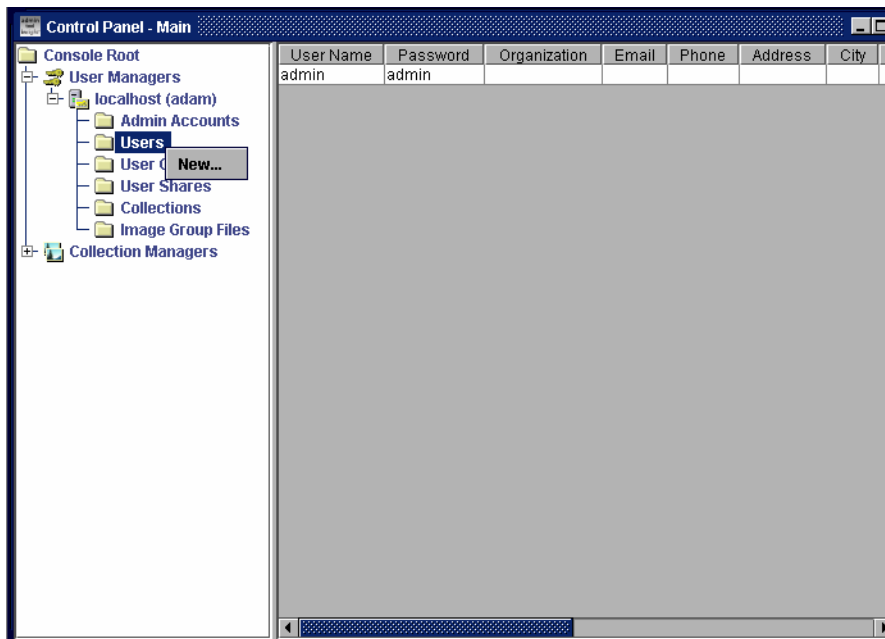 Control Panel - Main
Console Root
User Managers
localhost (adam)
Admin Accounts
Users
User
New...
User Shares
Collections
Image Group Files
Collection Managers
User Name Password Organization Email Phone Address City
admin admin